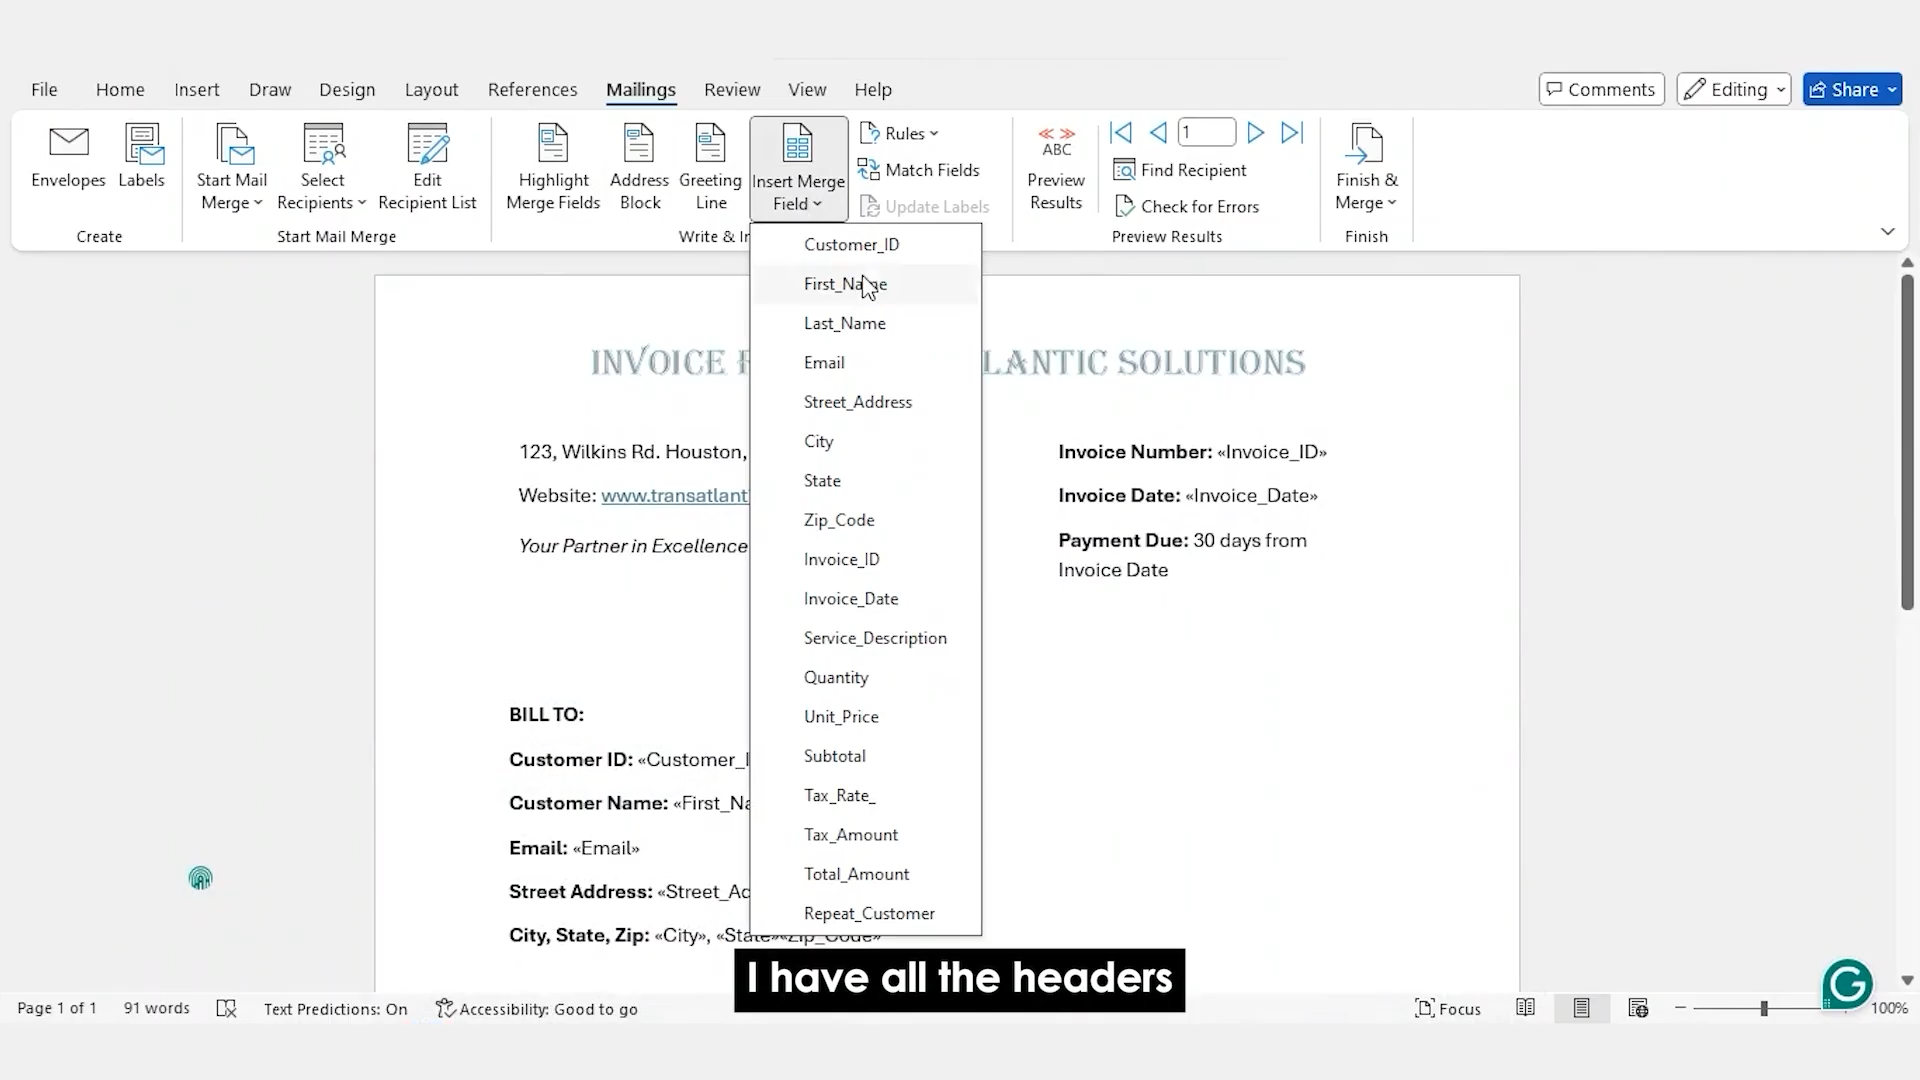 File Home Insert Draw Design Layout References Mailings Review View Help Comments Editing Share
Envelopes Labels Start Mail Merge Select Recipients Edit Recipient List Highlight Merge Fields Address Block Greeting Line Insert Merge Field Rules Match Fields Update Labels ABC Preview Results 1 Find Recipient Check for Errors Finish & Merge
Create Start Mail Merge Write & Preview Results Finish
Customer_ID
First_Name
Last_Name
Email
Street_Address
City
State
Zip_Code
Invoice_ID
Invoice_Date
Service_Description
Quantity
Unit_Price
Subtotal
Tax_Rate_
Tax_Amount
Total_Amount
Repeat_Customer
INVOICE LANTIC SOLUTIONS
123, Wilkins Rd. Houston,
Website: www.transatlant
Your Partner in Excellence
Invoice Number: «Invoice_ID»
Invoice Date: «Invoice_Date»
Payment Due: 30 days from
Invoice Date
BILL TO:
Customer ID: «Customer_I
Customer Name: «First_Na
Email: «Email»
Street Address: «Street_Ad
City, State, Zip: «City», «State»«Zip_Code»
I have all the headers
Page 1 of 1 91 words Text Predictions: On Accessibility: Good to go Focus 100%
G